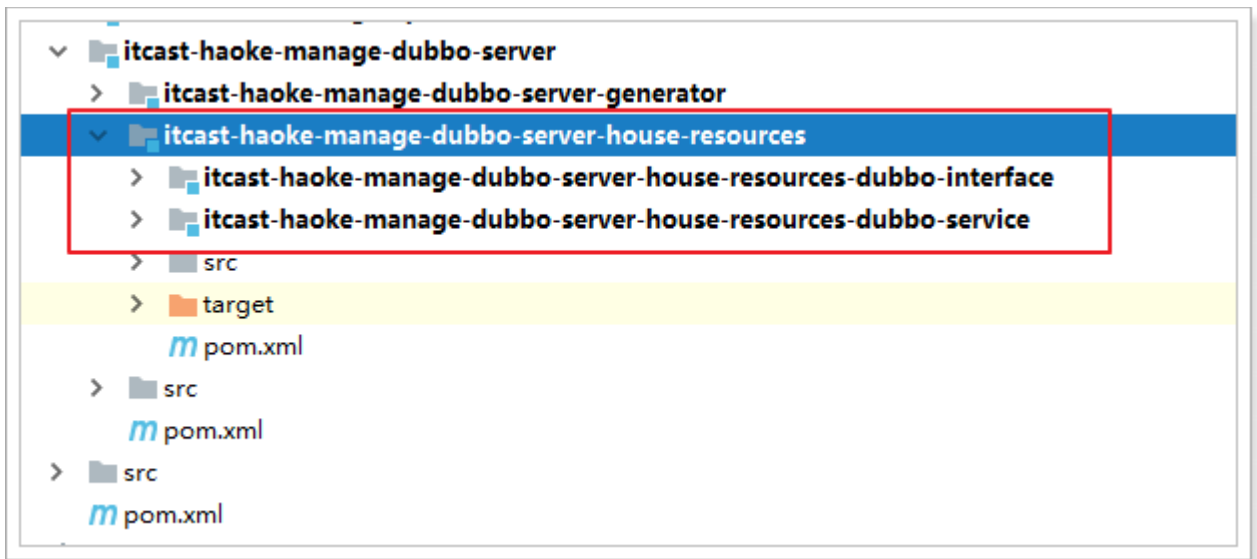 itcast-haoke-manage-dubbo-server
itcast-haoke-manage-dubbo-server-generator
itcast-haoke-manage-dubbo-server-house-resources
itcast-haoke-manage-dubbo-server-house-resources-dubbo-interface
itcast-haoke-manage-dubbo-server-house-resources-dubbo-service
src
target
m pom.xml
src
m pom.xml
src
m pom.xml